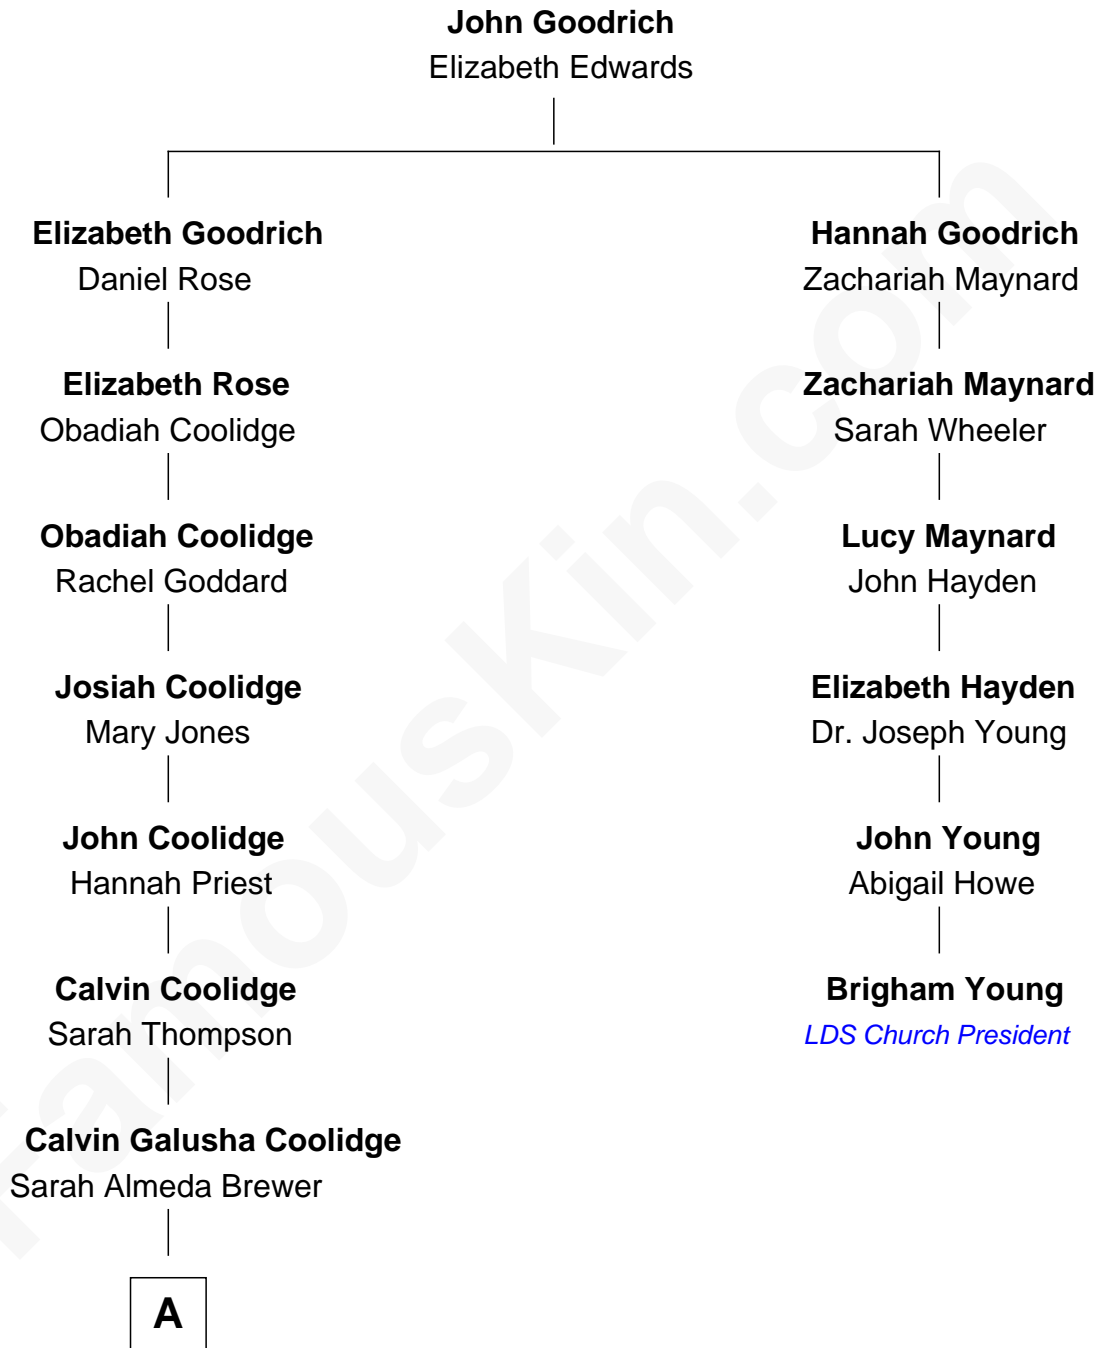 John Goodrich
Elizabeth Edwards
Elizabeth Goodrich
Daniel Rose
Hannah Goodrich
Zachariah Maynard
Elizabeth Rose
Obadiah Coolidge
Zachariah Maynard
Sarah Wheeler
Obadiah Coolidge
Rachel Goddard
Lucy Maynard
John Hayden
Josiah Coolidge
Mary Jones
Elizabeth Hayden
Dr. Joseph Young
John Coolidge
Hannah Priest
John Young
Abigail Howe
Calvin Coolidge
Sarah Thompson
Brigham Young
LDS Church President
Calvin Galusha Coolidge
Sarah Almeda Brewer
A
FamousKin.com